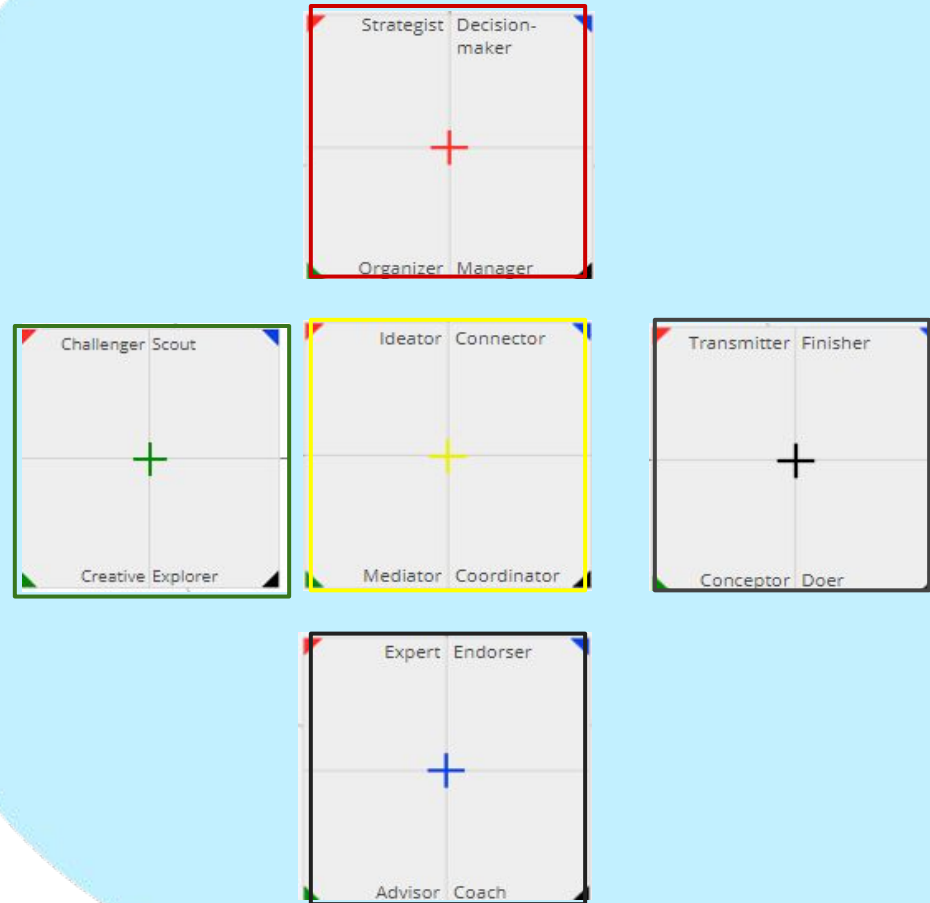 Strategist Decision-
maker
Organizer Manager
Challenger Scout
Creative Explorer
Ideator Connector
Mediator Coordinator
Transmitter Finisher
Conceptor Doer
Expert Endorser
Advisor Coach